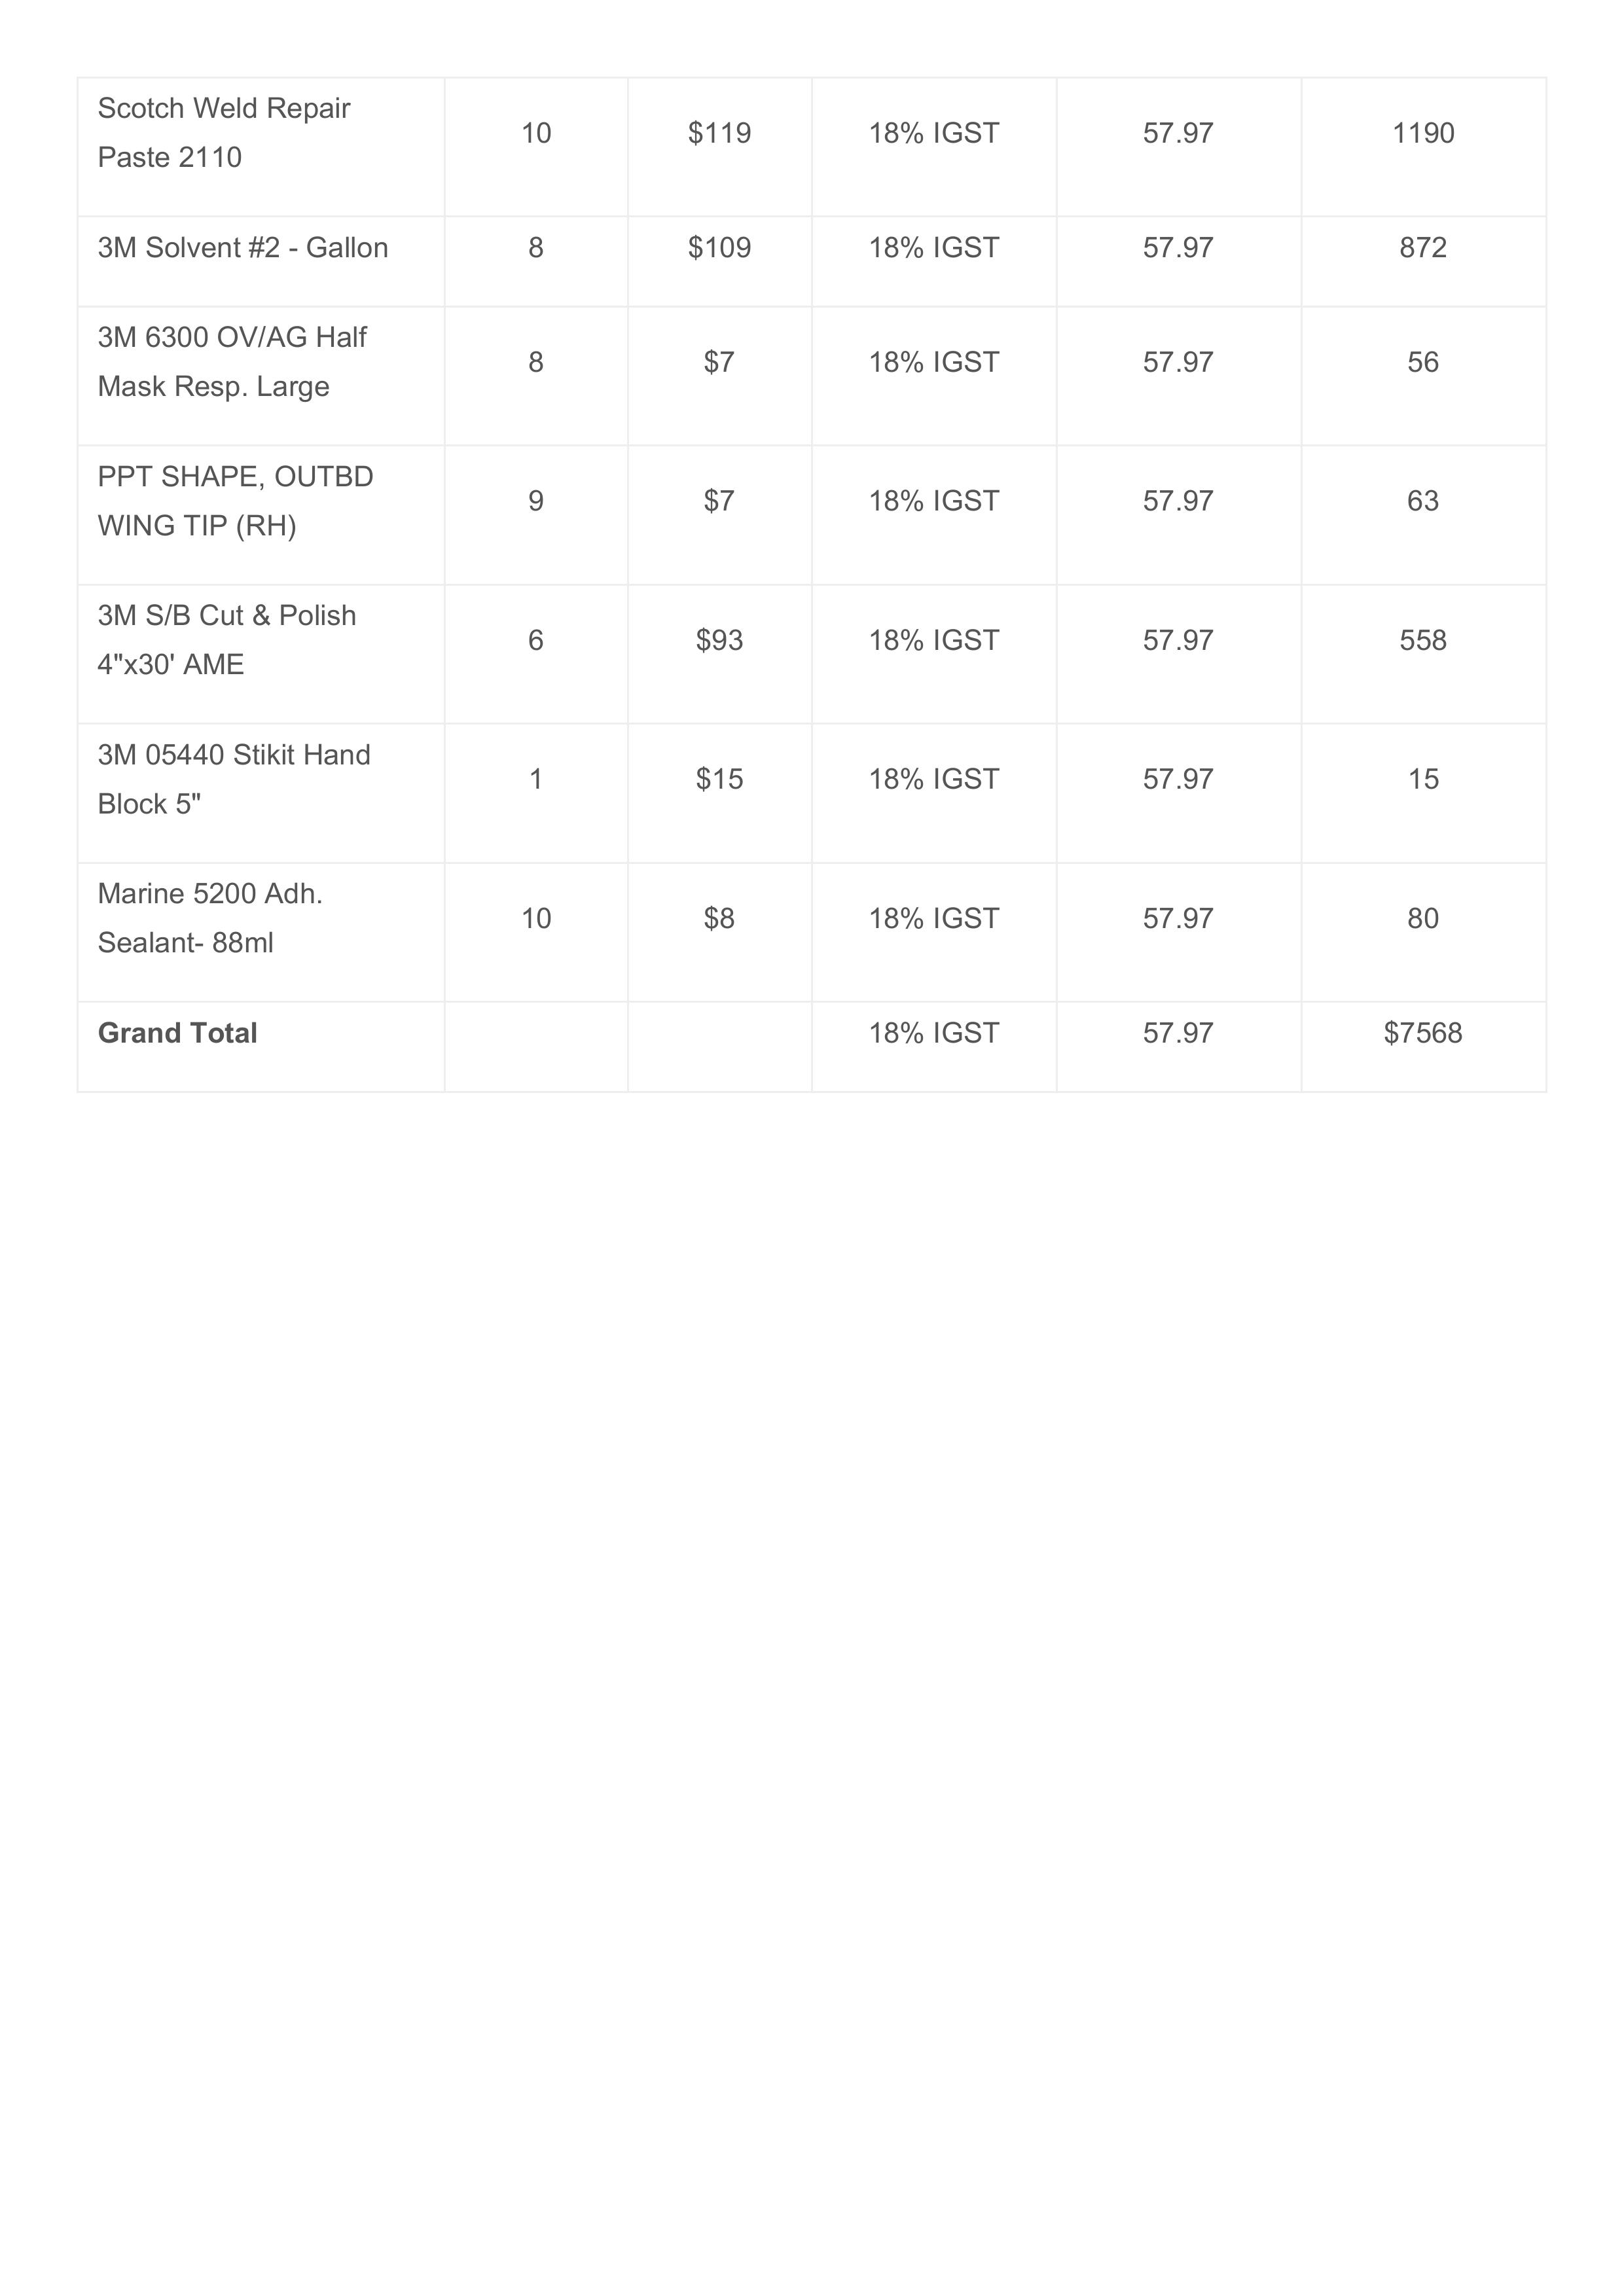 Scotch Weld Repair
Paste 2110
10
$119
18% IGST
57.97
1190
3M Solvent #2 - Gallon
8
$109
18% IGST
57.97
872
3M 6300 OV/AG Half
Mask Resp. Large
8
$7
18% IGST
57.97
56
PPT SHAPE, OUTBD
WING TIP (RH)
9
$7
18% IGST
57.97
63
3M S/B Cut & Polish
4"x30' AME
6
$93
18% IGST
57.97
558
3M 05440 Stikit Hand
Block 5"
1
$15
18% IGST
57.97
15
Marine 5200 Adh.
Sealant- 88ml
10
$8
18% IGST
57.97
80
Grand Total
18% IGST
57.97
$7568